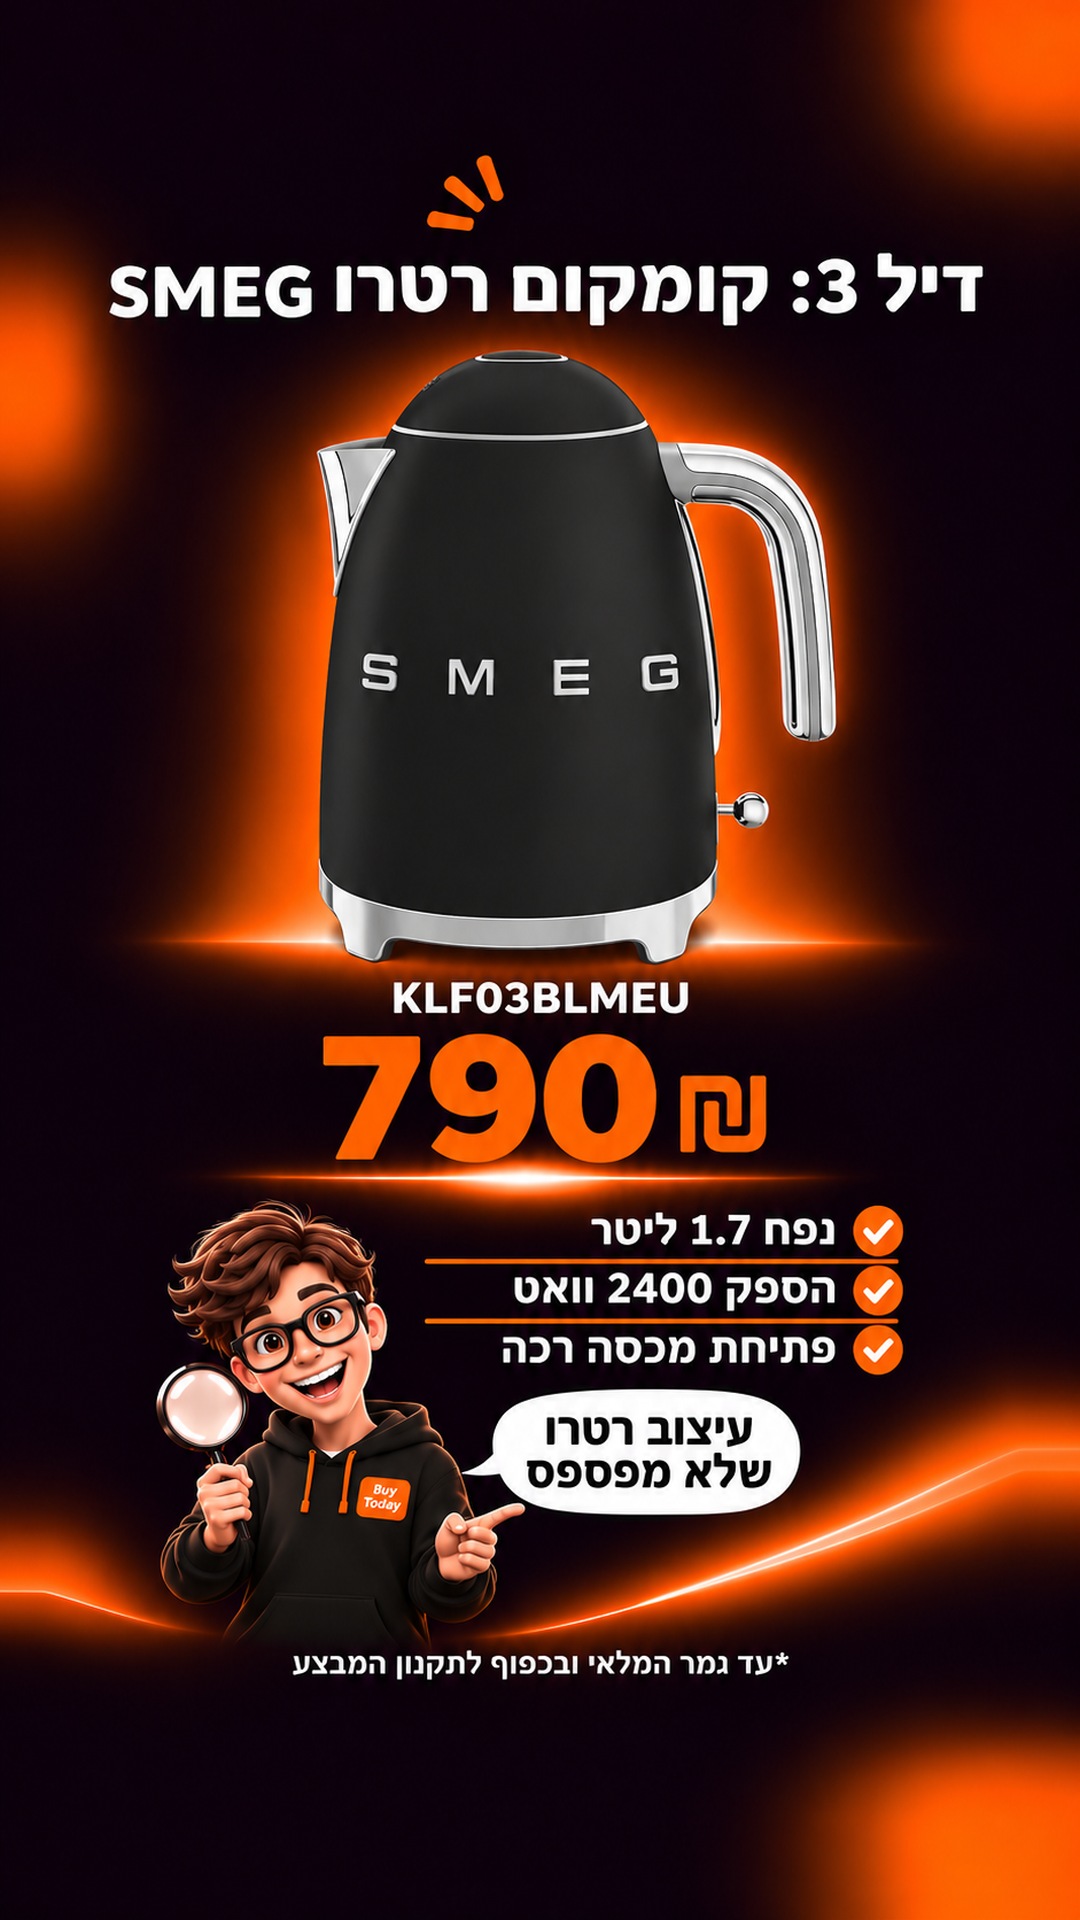 דיל 3: קומקום רטרו SMEG
SMEG
KLF03BLMEU
790 ₪
נפח 1.7 ליטר
הספק 2400 וואט
פתיחת מכסה רכה
עיצוב רטרו
שלא מפספס
Buy
Today
*עד גמר המלאי ובכפוף לתקנון המבצע